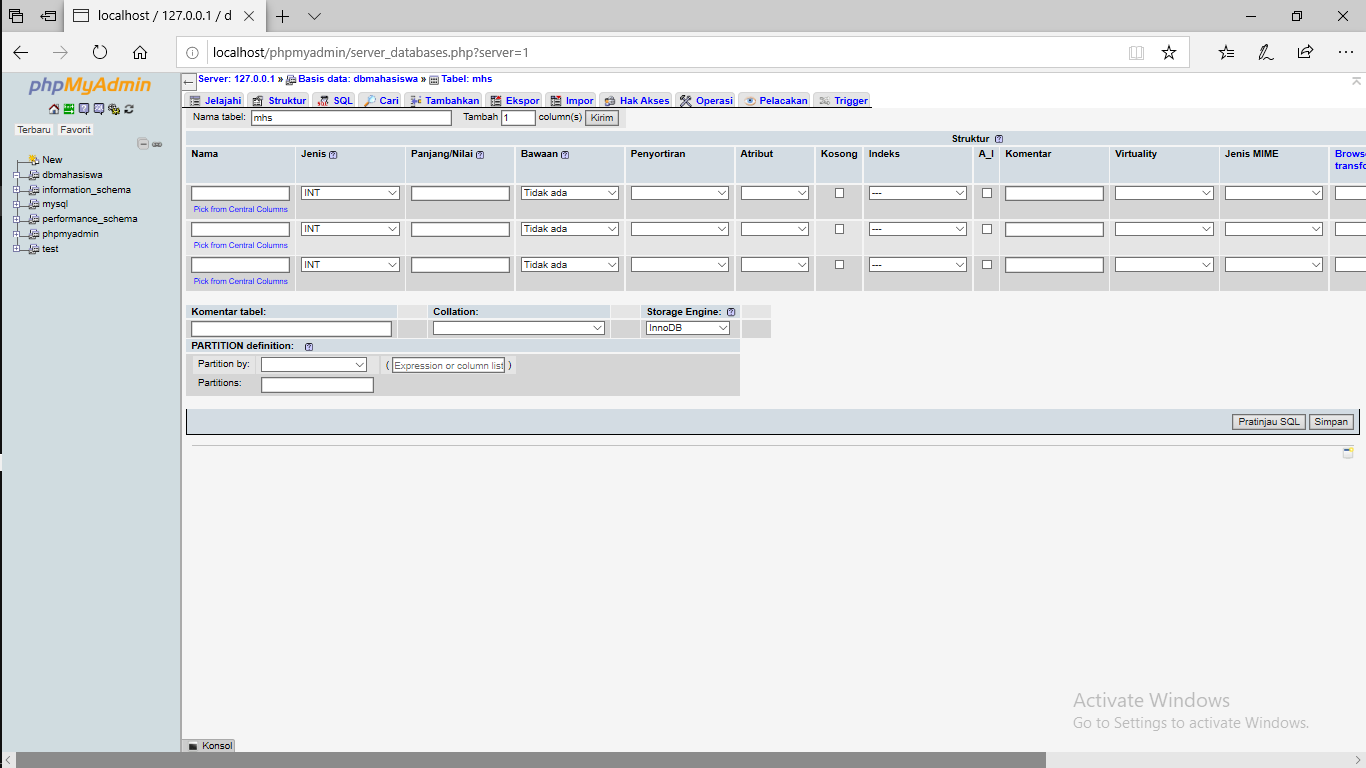 localhost / 127.0.0.1 / d
localhost/phpmyadmin/server_databases.php?server=1
phpMyAdmin
Terbaru Favorit
New
dbmahasiswa
information_schema
mysql
performance_schema
phpmyadmin
test
Server: 127.0.0.1 » Basis data: dbmahasiswa » Tabel: mhs
Jelajahi Struktur SQL Cari Tambahkan Ekspor Impor Hak Akses Operasi Pelacakan Trigger
Nama tabel: mhs Tambah 1 column(s) Kirim
Struktur
Nama Jenis Panjang/Nilai Bawaan Penyortiran Atribut Kosong Indeks A_I Komentar Virtuality Jenis MIME Brows
transfo
INT Tidak ada ---
Pick from Central Columns
INT Tidak ada ---
Pick from Central Columns
INT Tidak ada ---
Pick from Central Columns
Komentar tabel: Collation: Storage Engine:
InnoDB
PARTITION definition:
Partition by: ( Expression or column list )
Partitions:
Pratinjau SQL Simpan
Activate Windows
Go to Settings to activate Windows.
Konsol